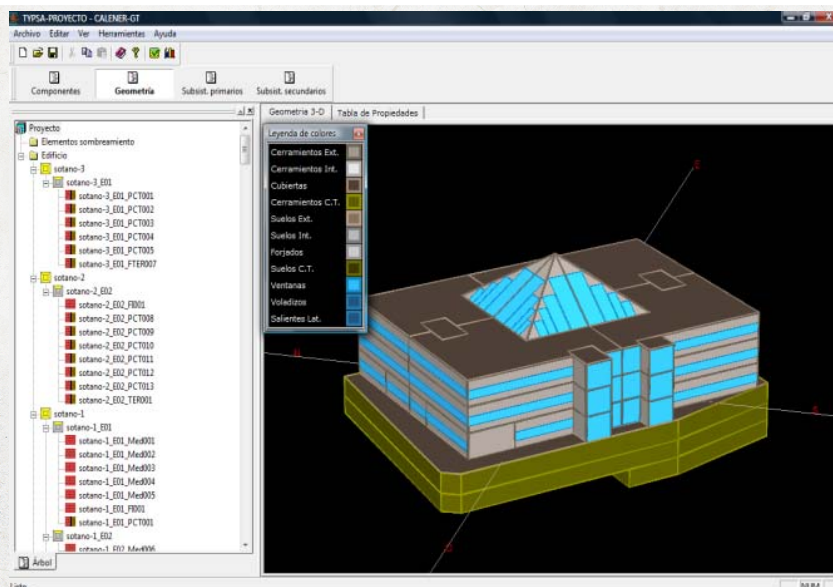 TYPSA-PROYECTO - CALENER-GT
Archivo Editar Ver Herramientas Ayuda
Componentes Geometría Subsist. primarios Subsist. secundarios
Geometría 3-D Tabla de Propiedades
Proyecto
Elementos sombreamiento
Edificio
sotano-3
sotano-3_E01
sotano-3_E01_PCT001
sotano-3_E01_PCT002
sotano-3_E01_PCT003
sotano-3_E01_PCT004
sotano-3_E01_PCT005
sotano-3_E01_FTER007
sotano-2
sotano-2_E02
sotano-2_E02_FI001
sotano-2_E02_PCT008
sotano-2_E02_PCT009
sotano-2_E02_PCT010
sotano-2_E02_PCT011
sotano-2_E02_PCT012
sotano-2_E02_PCT013
sotano-2_E02_TER001
sotano-1
sotano-1_E01
sotano-1_E01_Med001
sotano-1_E01_Med002
sotano-1_E01_Med003
sotano-1_E01_Med004
sotano-1_E01_Med005
sotano-1_E01_FI001
sotano-1_E01_PCT001
sotano-1_E02
sotano-1_E02_Med006
Árbol
Leyenda de colores
Cerramientos Ext.
Cerramientos Int.
Cubiertas
Cerramientos C.T.
Suelos Ext.
Suelos Int.
Forjados
Suelos C.T.
Ventanas
Voladizos
Salientes Lat.
Listo
NUM